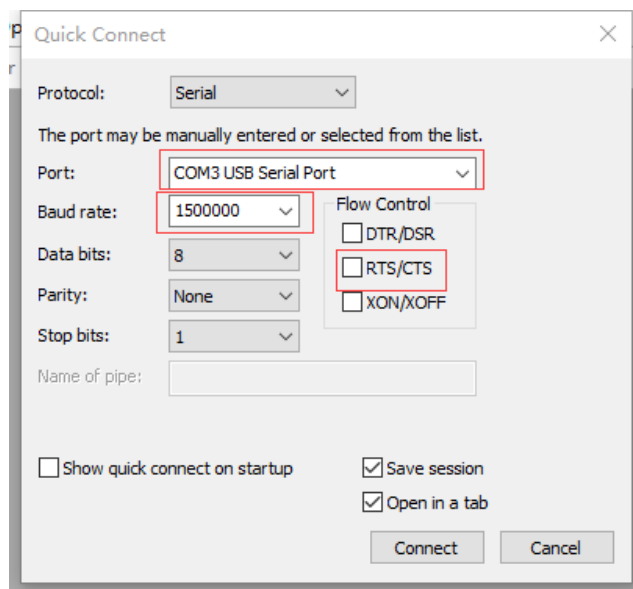 Quick Connect
Protocol: Serial
The port may be manually entered or selected from the list.
Port: COM3 USB Serial Port
Baud rate: 1500000
Flow Control
DTR/DSR
Data bits: 8
RTS/CTS
Parity: None
XON/XOFF
Stop bits: 1
Name of pipe:
Show quick connect on startup
Save session
Open in a tab
Connect Cancel